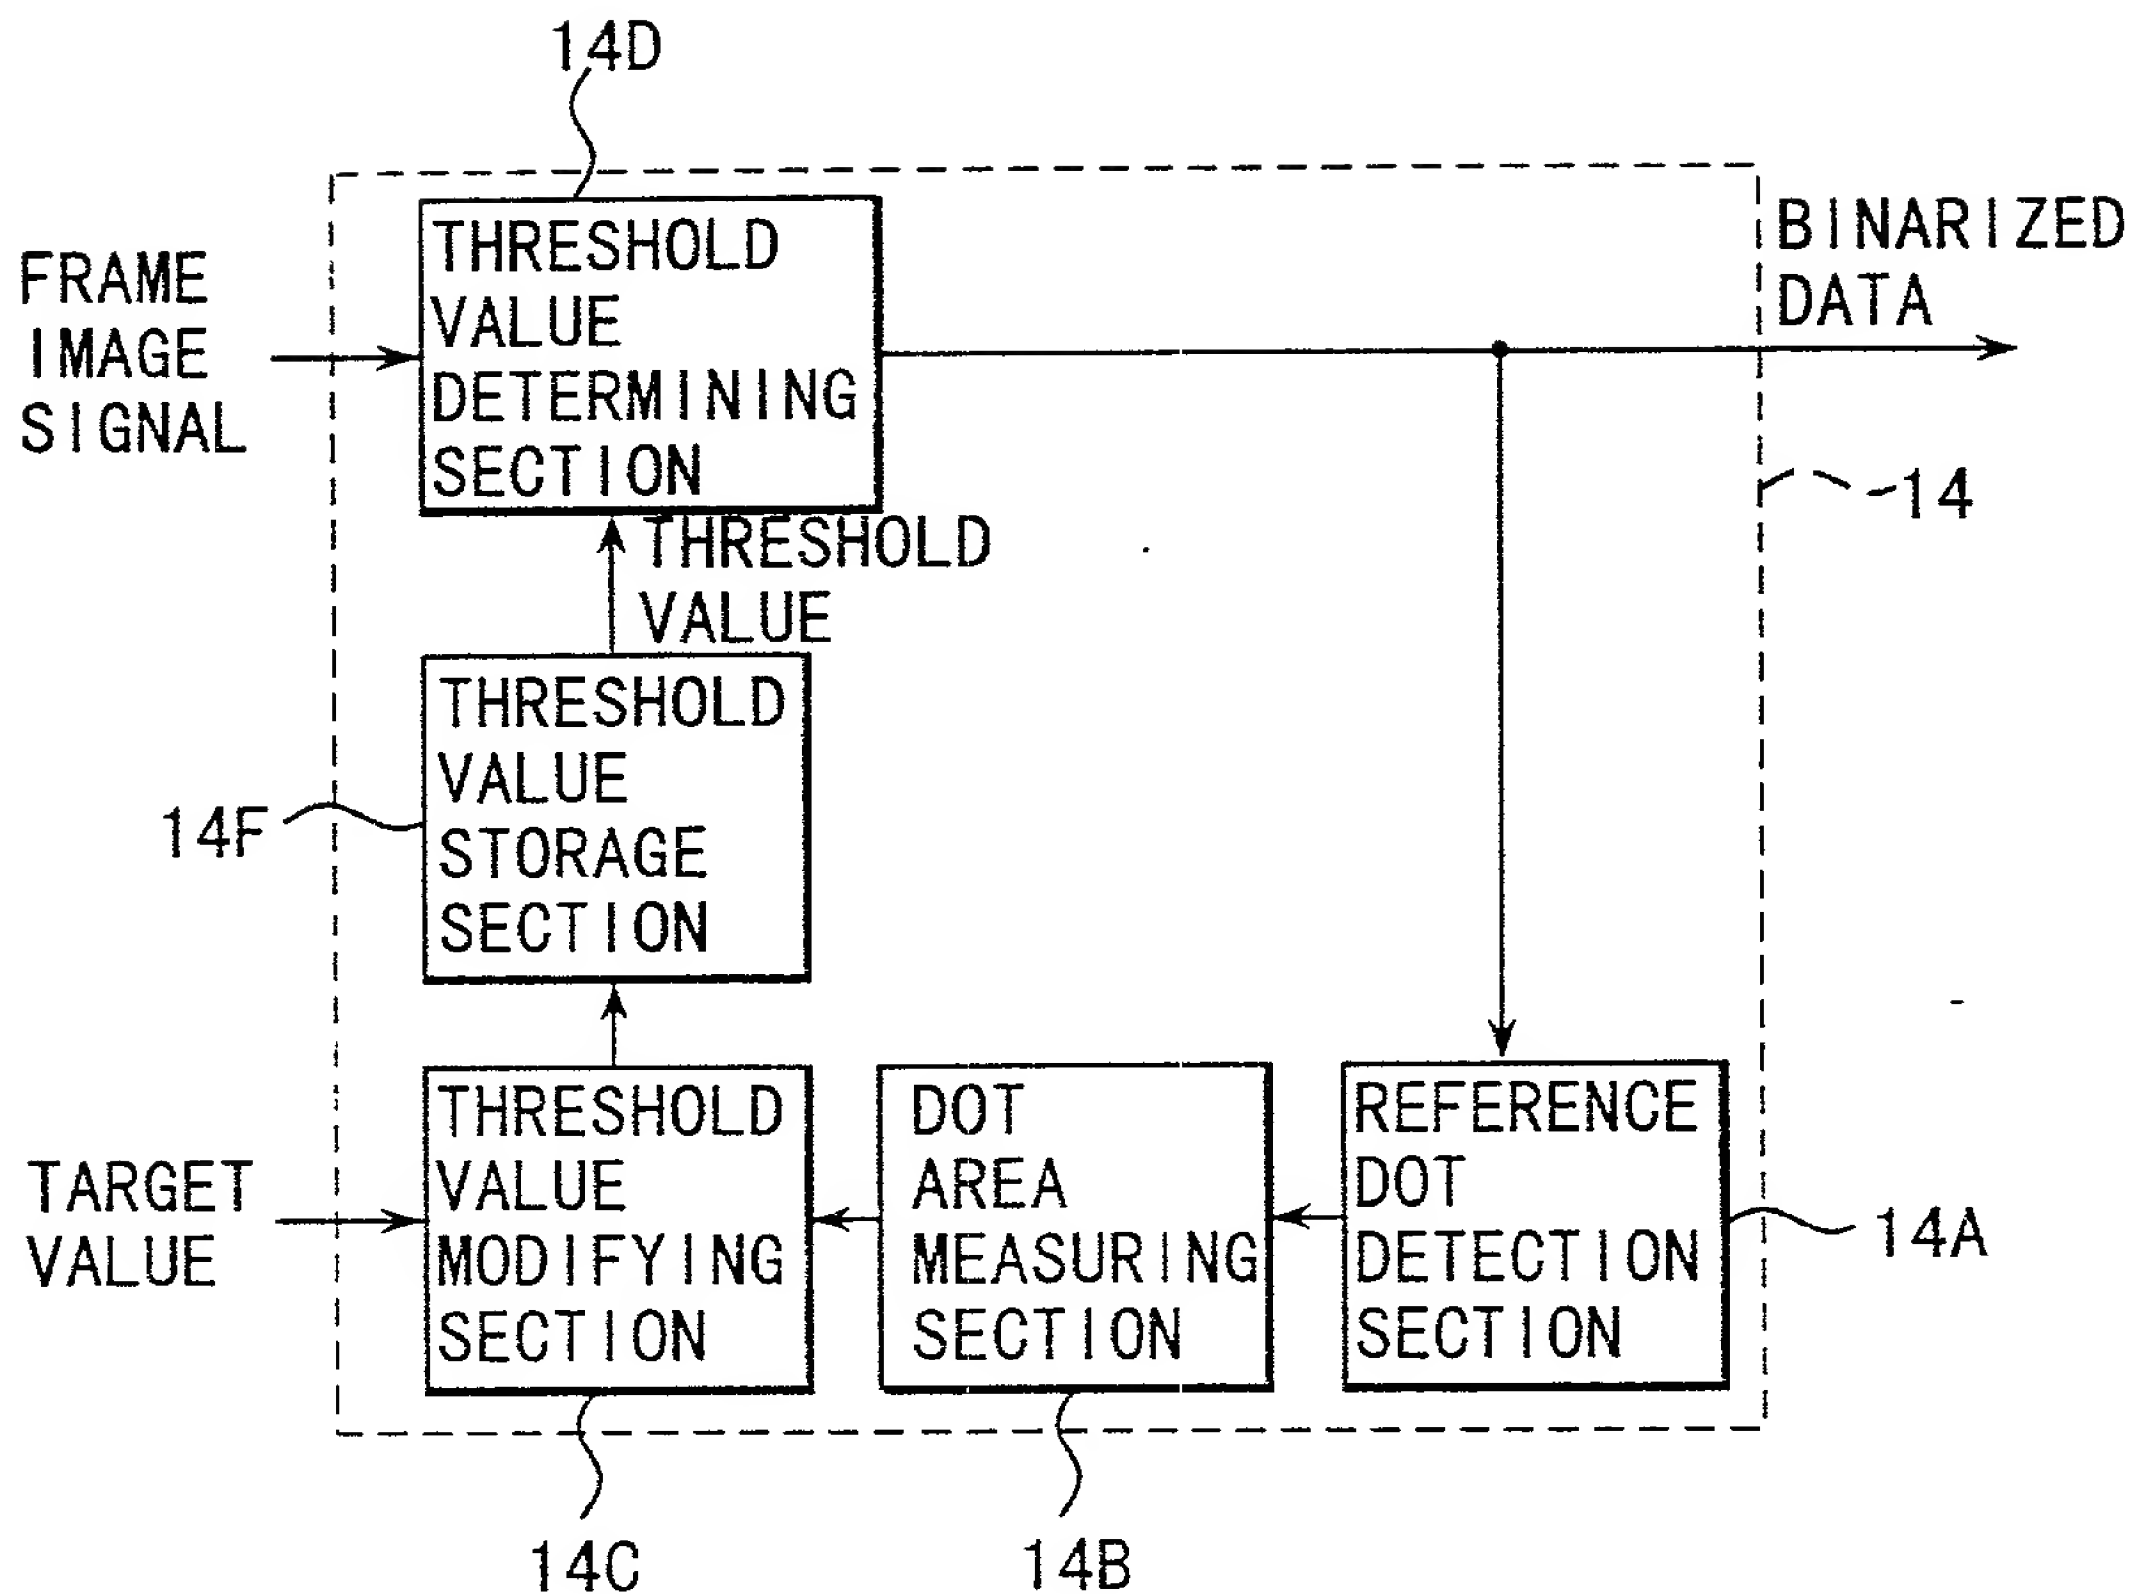 14D
THRESHOLD
VALUE
DETERMINING
SECTION
FRAME
IMAGE
SIGNAL
BINARIZED
DATA
14
THRESHOLD
VALUE
THRESHOLD
VALUE
STORAGE
SECTION
14F
THRESHOLD
VALUE
MODIFYING
SECTION
DOT
AREA
MEASURING
SECTION
REFERENCE
DOT
DETECTION
SECTION
TARGET
VALUE
14A
14C
14B